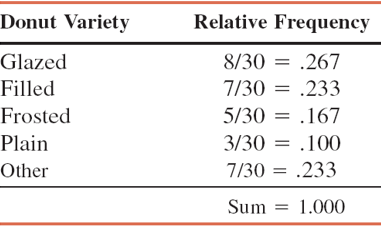 Donut Variety Relative Frequency
Glazed 8/30 = .267
Filled 7/30 = .233
Frosted 5/30 = .167
Plain 3/30 = .100
Other 7/30 = .233
Sum = 1.000